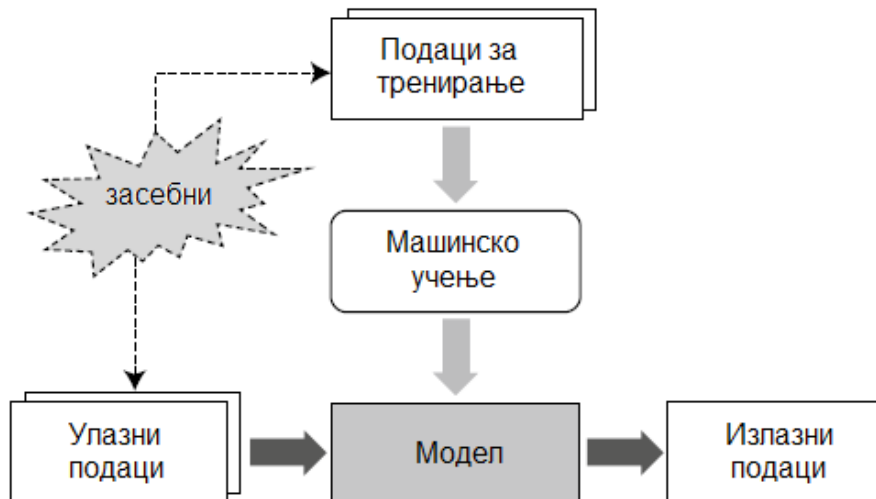 Подаци за
тренирање
засебни
Машинско
учење
Улазни
подаци
Модел
Излазни
подаци